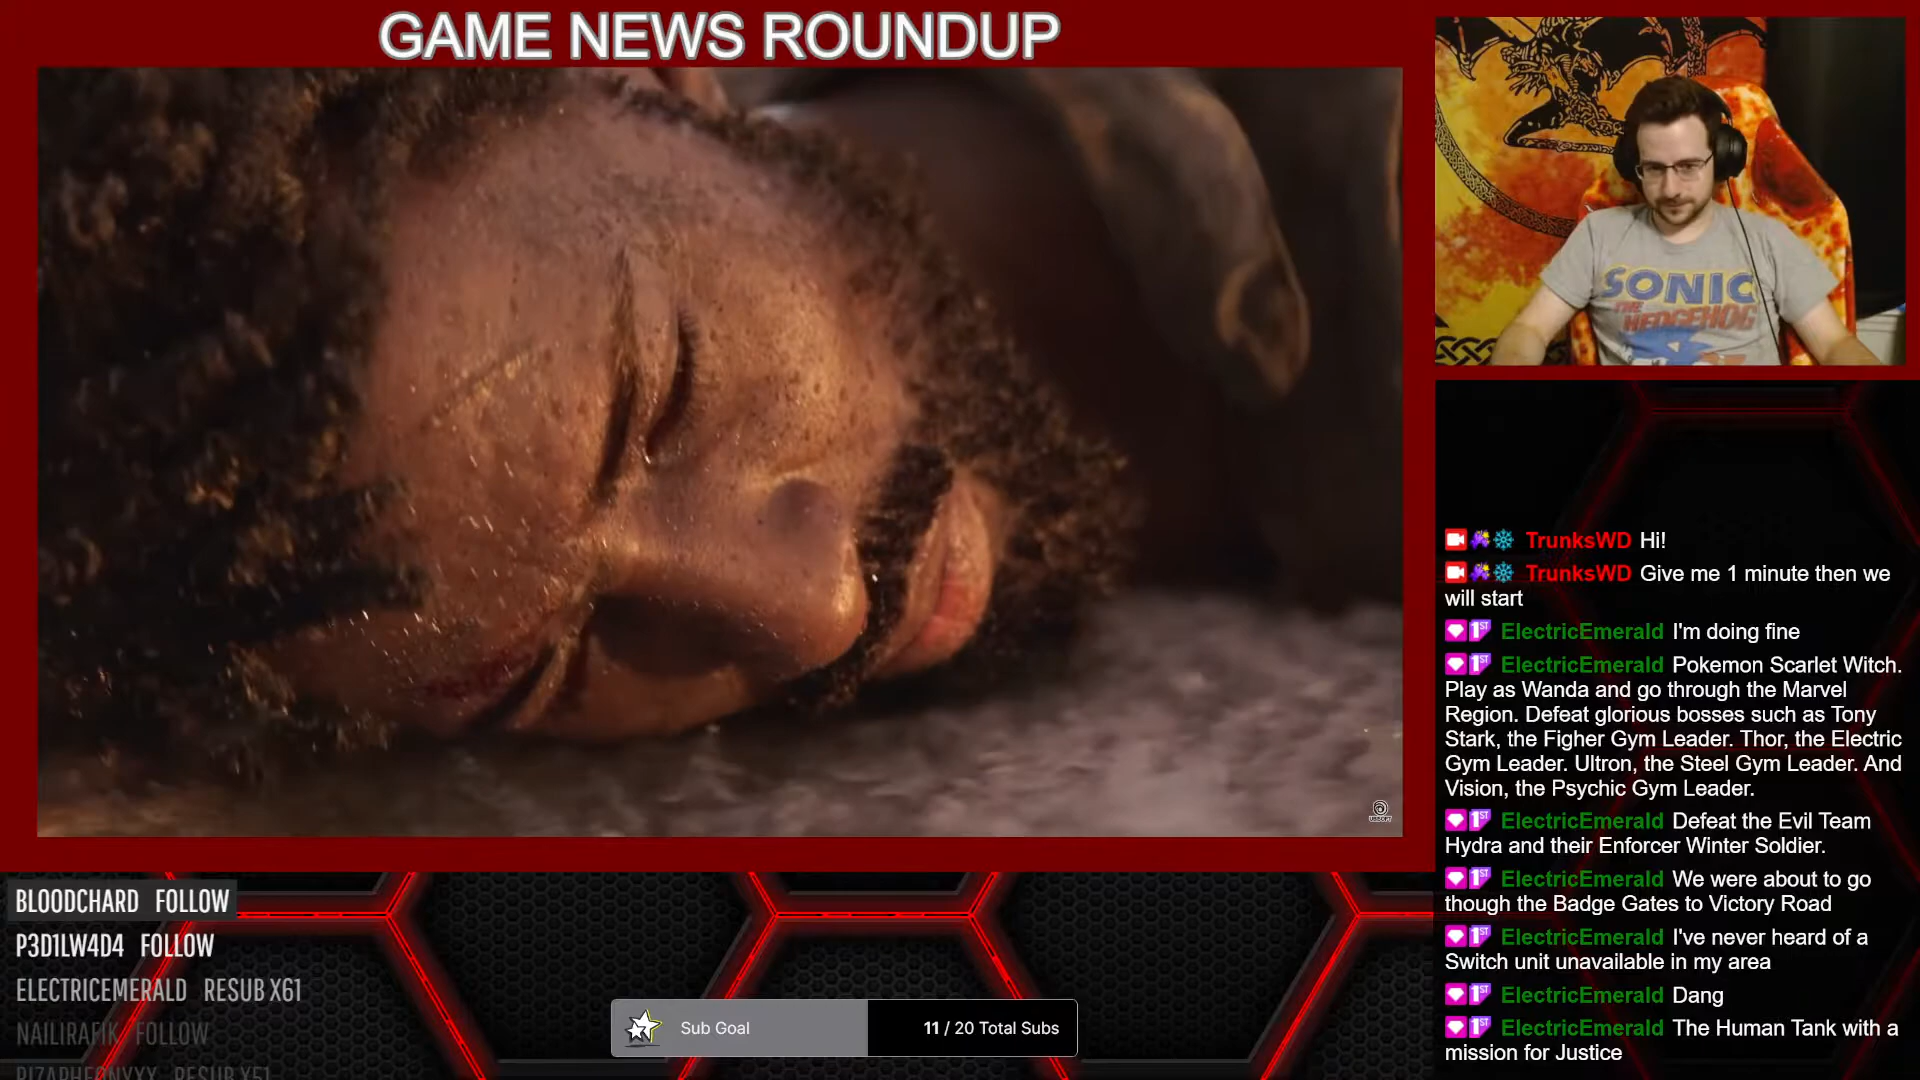 GAME NEWS ROUNDUP
SONIC
THE
HEDGEHOG
UBISOFT
TrunksWD Hi!
TrunksWD Give me 1 minute then we
will start
ElectricEmerald I'm doing fine
ElectricEmerald Pokemon Scarlet Witch.
Play as Wanda and go through the Marvel
Region. Defeat glorious bosses such as Tony
Stark, the Figher Gym Leader. Thor, the Electric
Gym Leader. Ultron, the Steel Gym Leader. And
Vision, the Psychic Gym Leader.
ElectricEmerald Defeat the Evil Team
Hydra and their Enforcer Winter Soldier.
ElectricEmerald We were about to go
though the Badge Gates to Victory Road
ElectricEmerald I've never heard of a
Switch unit unavailable in my area
ElectricEmerald Dang
ElectricEmerald The Human Tank with a
mission for Justice
BLOODCHARD FOLLOW
P3D1LW4D4 FOLLOW
ELECTRICEMERALD RESUB X61
NAILIRAFIK FOLLOW
RESUB X51
Sub Goal 11 / 20 Total Subs